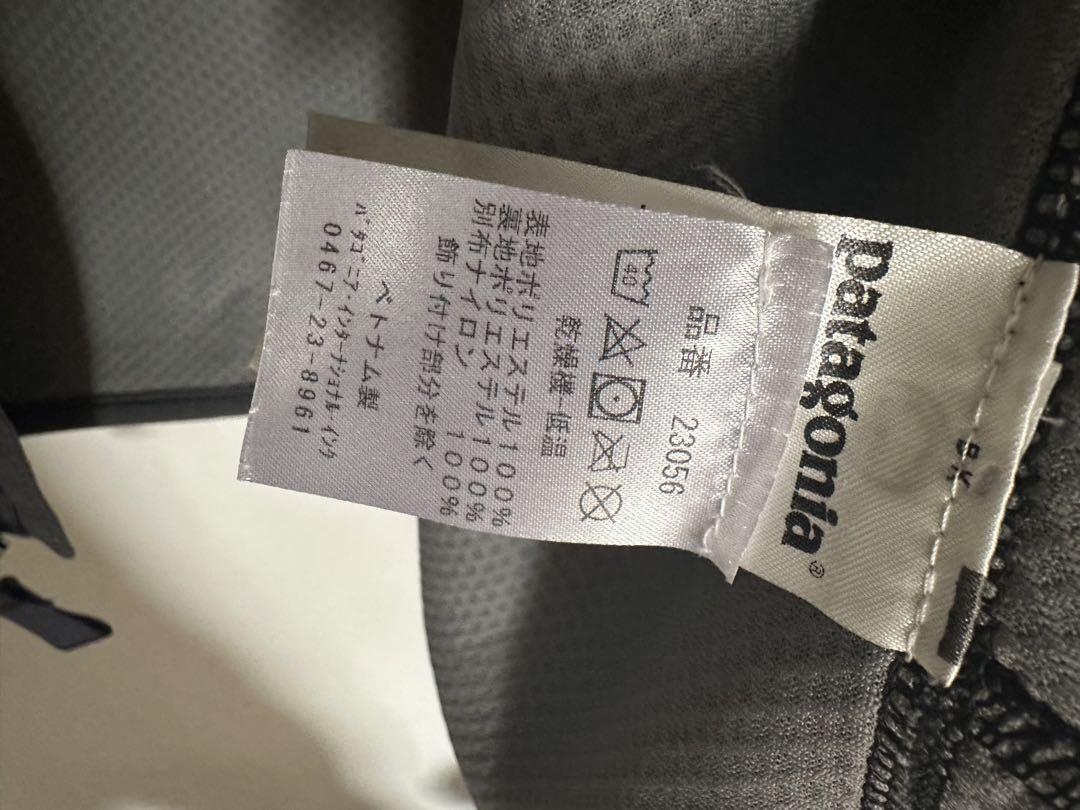 patagonia®
BK
品番 23056
40
乾燥機 低温
表地ポリエステル100%
裏地ポリエステル100%
別布ナイロン 100%
飾り付け部分を除く
ベトナム製
パタゴニア・インターナショナル・インク
0467-23-8961